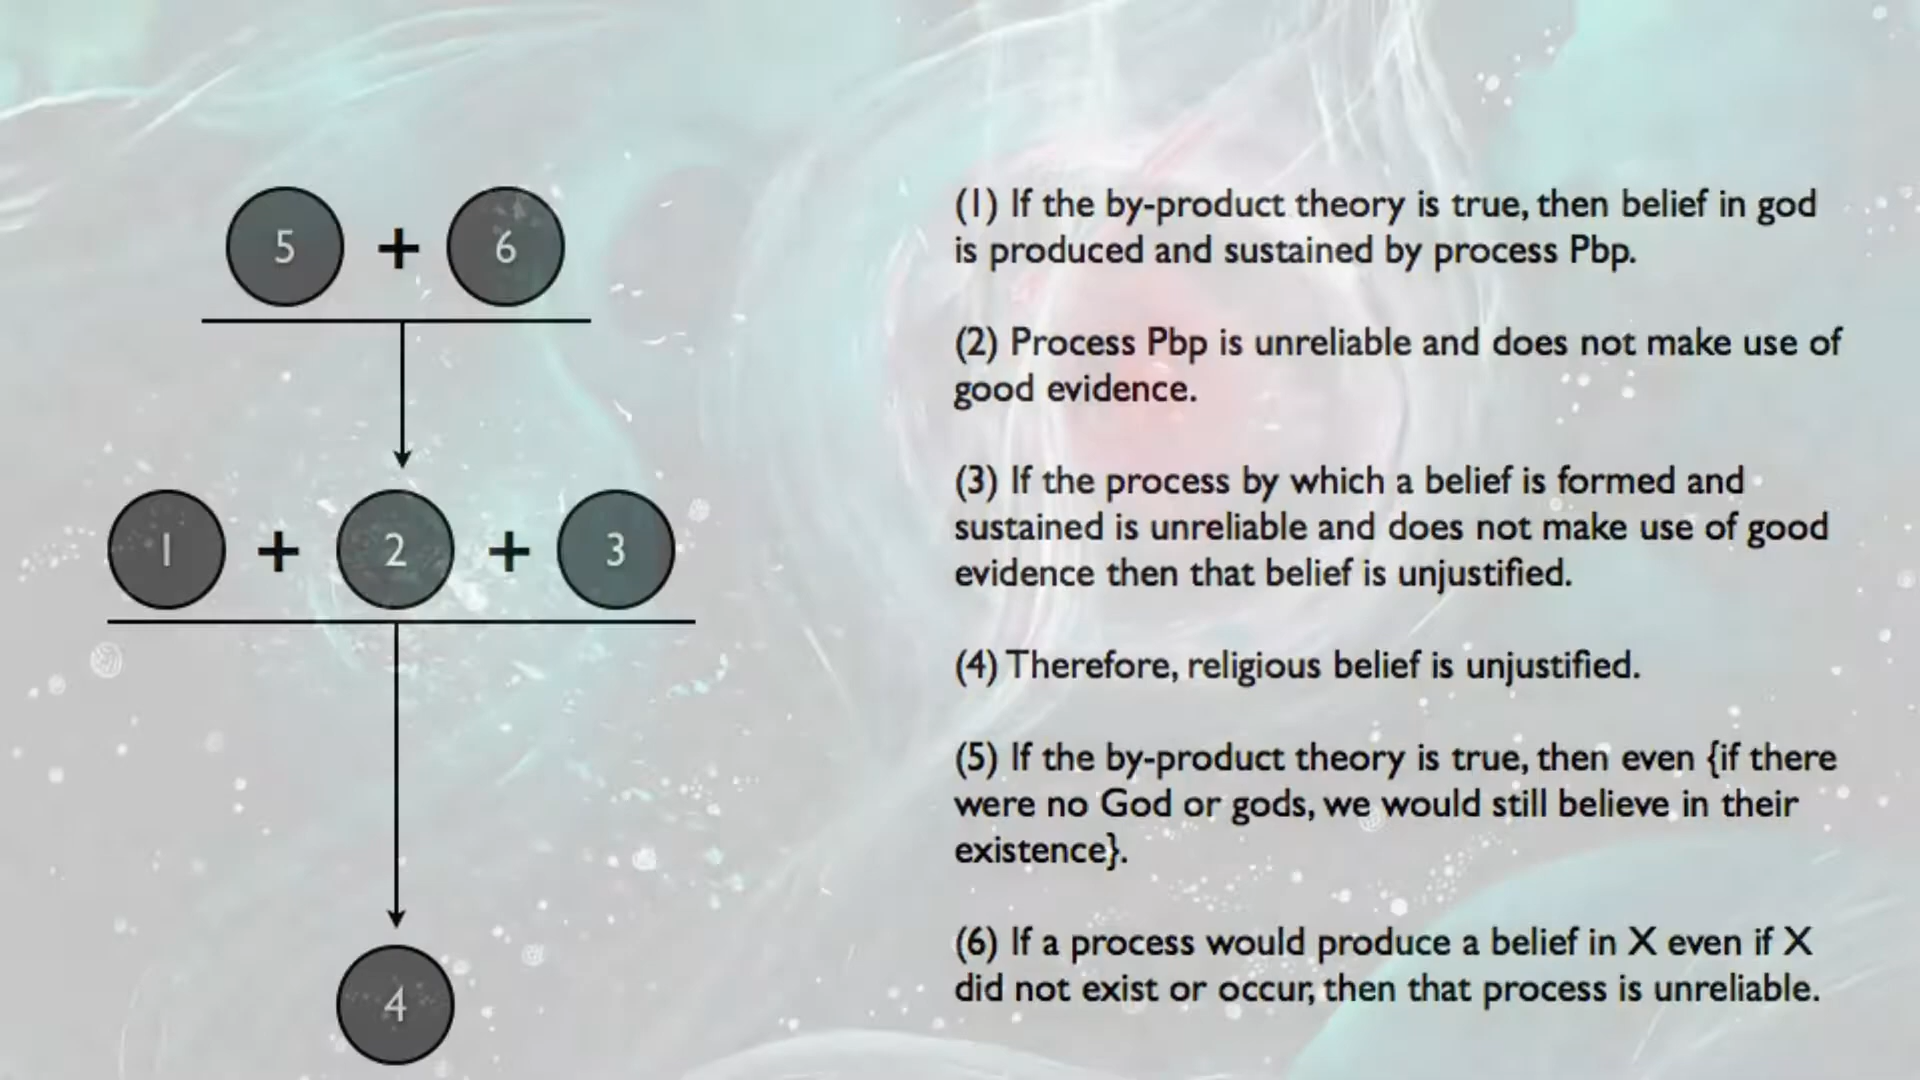 5 + 6
1 + 2 + 3
4
(1) If the by-product theory is true, then belief in god
is produced and sustained by process Pbp.
(2) Process Pbp is unreliable and does not make use of
good evidence.
(3) If the process by which a belief is formed and
sustained is unreliable and does not make use of good
evidence then that belief is unjustified.
(4) Therefore, religious belief is unjustified.
(5) If the by-product theory is true, then even {if there
were no God or gods, we would still believe in their
existence}.
(6) If a process would produce a belief in X even if X
did not exist or occur, then that process is unreliable.